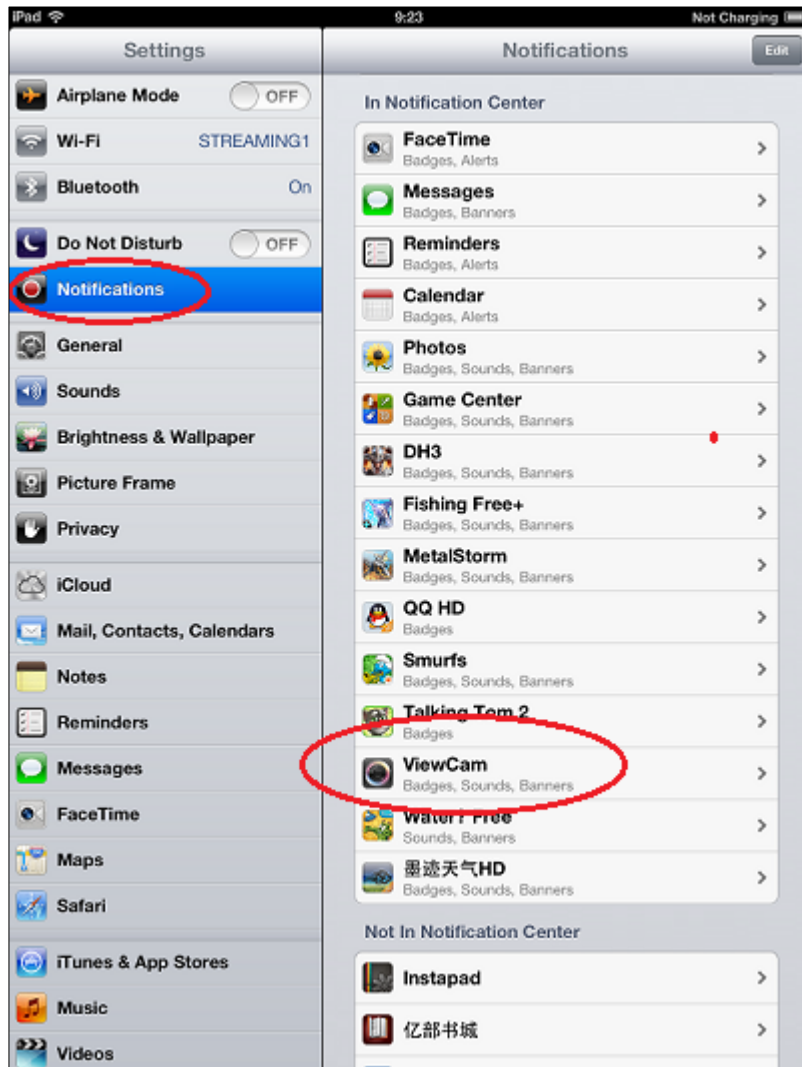 iPad 9:23 Not Charging
Settings
Airplane Mode OFF
Wi-Fi STREAMING1
Bluetooth On
Do Not Disturb OFF
Notifications
General
Sounds
Brightness & Wallpaper
Picture Frame
Privacy
iCloud
Mail, Contacts, Calendars
Notes
Reminders
Messages
FaceTime
Maps
Safari
iTunes & App Stores
Music
Videos
Notifications Edit
In Notification Center
FaceTime
Badges, Alerts
Messages
Badges, Banners
Reminders
Badges, Alerts
Calendar
Badges, Alerts
Photos
Badges, Sounds, Banners
Game Center
Badges, Sounds, Banners
DH3
Badges, Sounds, Banners
Fishing Free+
Badges, Sounds, Banners
MetalStorm
Badges, Sounds, Banners
QQ HD
Badges
Smurfs
Badges, Sounds, Banners
Talking Tom 2
Badges
ViewCam
Badges, Sounds, Banners
Water? Free
Sounds, Banners
墨迹天气HD
Badges, Sounds, Banners
Not In Notification Center
Instapad
亿部书城